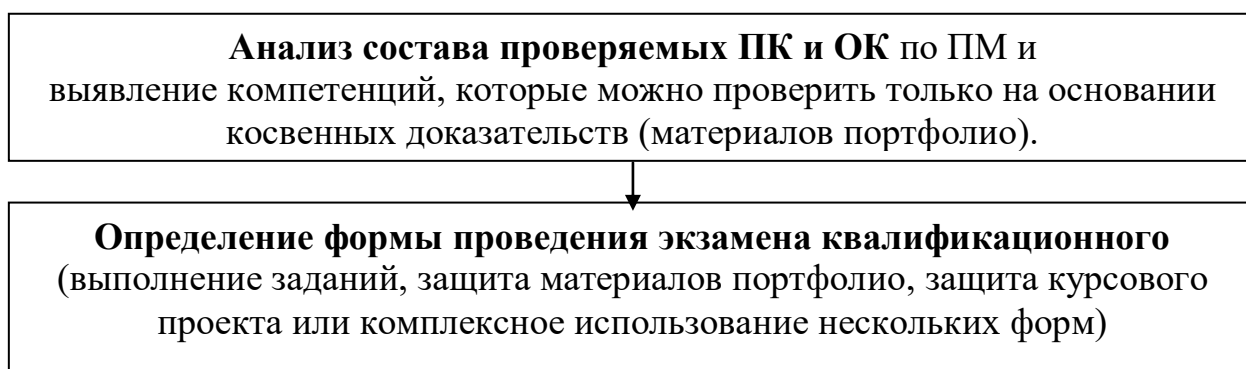 Анализ состава проверяемых ПК и ОК по ПМ и
выявление компетенций, которые можно проверить только на основании
косвенных доказательств (материалов портфолио).
Определение формы проведения экзамена квалификационного
(выполнение заданий, защита материалов портфолио, защита курсового
проекта или комплексное использование нескольких форм)